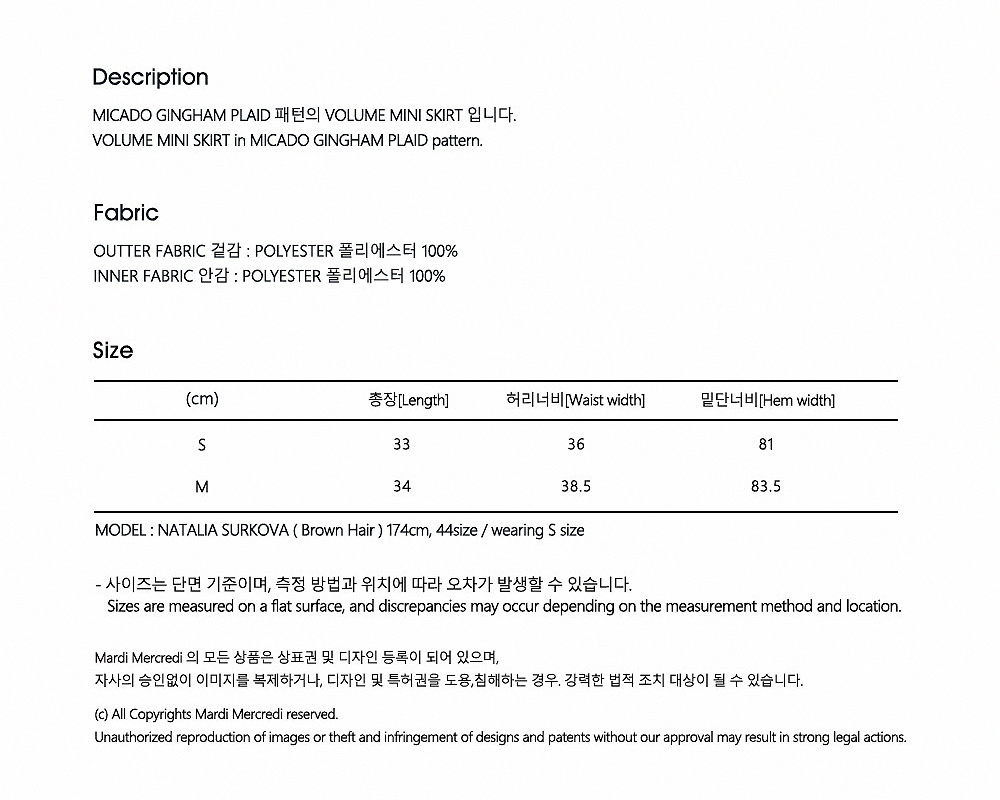 Description
MICADO GINGHAM PLAID 패턴의 VOLUME MINI SKIRT 입니다.
VOLUME MINI SKIRT in MICADO GINGHAM PLAID pattern.
Fabric
OUTTER FABRIC 겉감 : POLYESTER 폴리에스터 100%
INNER FABRIC 안감 : POLYESTER 폴리에스터 100%
Size
(cm) 총장[Length] 허리너비[Waist width] 밑단너비[Hem width]
S 33 36 81
M 34 38.5 83.5
MODEL : NATALIA SURKOVA ( Brown Hair ) 174cm, 44size / wearing S size
- 사이즈는 단면 기준이며, 측정 방법과 위치에 따라 오차가 발생할 수 있습니다.
Sizes are measured on a flat surface, and discrepancies may occur depending on the measurement method and location.
Mardi Mercredi 의 모든 상품은 상표권 및 디자인 등록이 되어 있으며,
자사의 승인없이 이미지를 복제하거나, 디자인 및 특허권을 도용,침해하는 경우. 강력한 법적 조치 대상이 될 수 있습니다.
(c) All Copyrights Mardi Mercredi reserved.
Unauthorized reproduction of images or theft and infringement of designs and patents without our approval may result in strong legal actions.